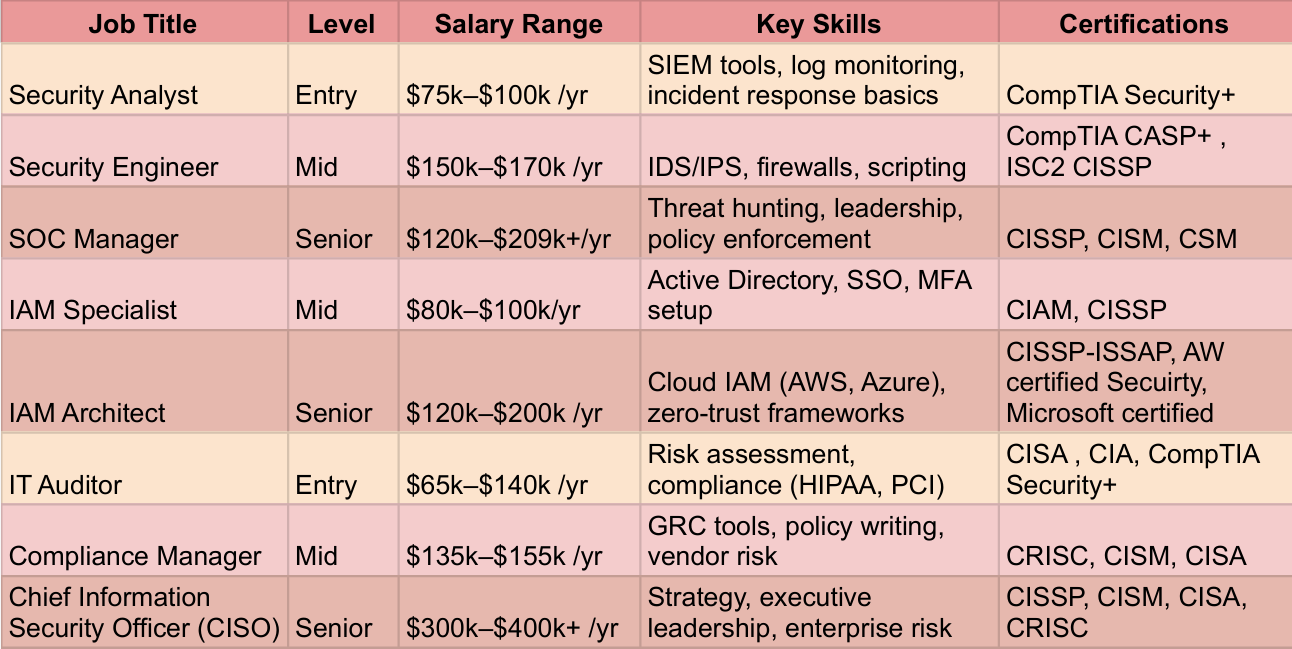 Job Title Level Salary Range Key Skills Certifications
Security Analyst Entry $75k–$100k /yr SIEM tools, log monitoring,
incident response basics CompTIA Security+
Security Engineer Mid $150k–$170k /yr IDS/IPS, firewalls, scripting CompTIA CASP+ ,
ISC2 CISSP
SOC Manager Senior $120k–$209k+/yr Threat hunting, leadership,
policy enforcement CISSP, CISM, CSM
IAM Specialist Mid $80k–$100k/yr Active Directory, SSO, MFA
setup CIAM, CISSP
IAM Architect Senior $120k–$200k /yr Cloud IAM (AWS, Azure),
zero-trust frameworks CISSP-ISSAP, AW
certified Secuirty,
Microsoft certified
IT Auditor Entry $65k–$140k /yr Risk assessment,
compliance (HIPAA, PCI) CISA , CIA, CompTIA
Security+
Compliance Manager Mid $135k–$155k /yr GRC tools, policy writing,
vendor risk CRISC, CISM, CISA
Chief Information
Security Officer (CISO) Senior $300k–$400k+ /yr Strategy, executive
leadership, enterprise risk CISSP, CISM, CISA,
CRISC